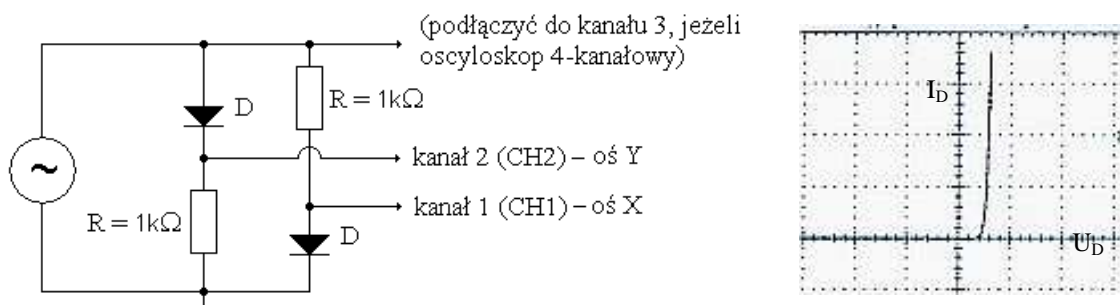 (podłączyć do kanału 3, jeżeli
oscyloskop 4-kanałowy)
D
R = 1kΩ
~
kanał 2 (CH2) – oś Y
R = 1kΩ
kanał 1 (CH1) – oś X
D
I_D
U_D